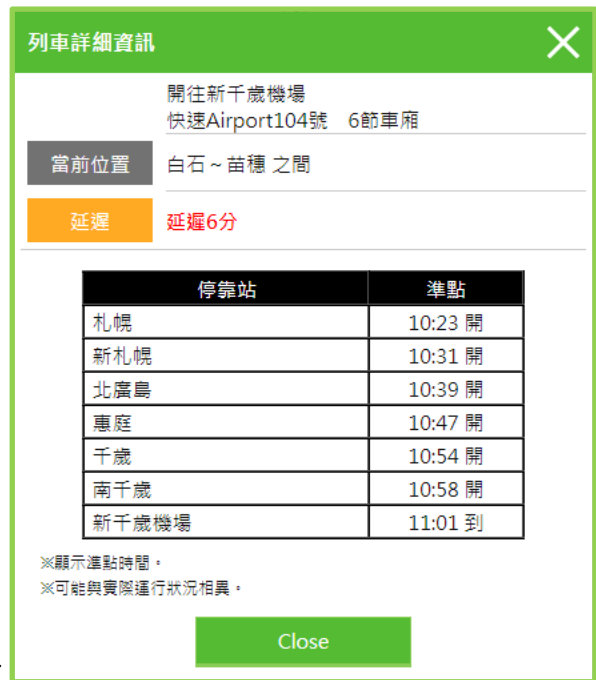 列車詳細資訊
開往新千歲機場
快速Airport104號 6節車廂
當前位置 白石~苗穗 之間
延遲 延遲6分
停靠站 準點
札幌 10:23 開
新札幌 10:31 開
北廣島 10:39 開
惠庭 10:47 開
千歲 10:54 開
南千歲 10:58 開
新千歲機場 11:01 到
※顯示準點時間。
※可能與實際運行狀況相異。
Close